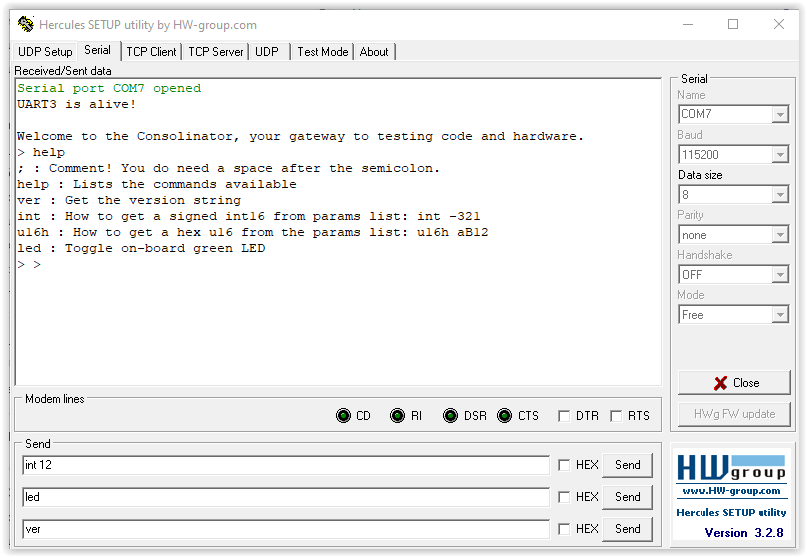 Hercules SETUP utility by HW-group.com
UDP Setup Serial TCP Client TCP Server UDP Test Mode About
Received/Sent data
Serial port COM7 opened
UART3 is alive!
Welcome to the Consolinator, your gateway to testing code and hardware.
> help
; : Comment! You do need a space after the semicolon.
help : Lists the commands available
ver : Get the version string
int : How to get a signed int16 from params list: int -321
u16h : How to get a hex u16 from the params list: u16h aB12
led : Toggle on-board green LED
> >
Serial
Name
COM7
Baud
115200
Data size
8
Parity
none
Handshake
OFF
Mode
Free
Close
HWg FW update
Modem lines
CD RI DSR CTS DTR RTS
Send
int 12 HEX Send
led HEX Send
ver HEX Send
HW group
www.HW-group.com
Hercules SETUP utility
Version 3.2.8